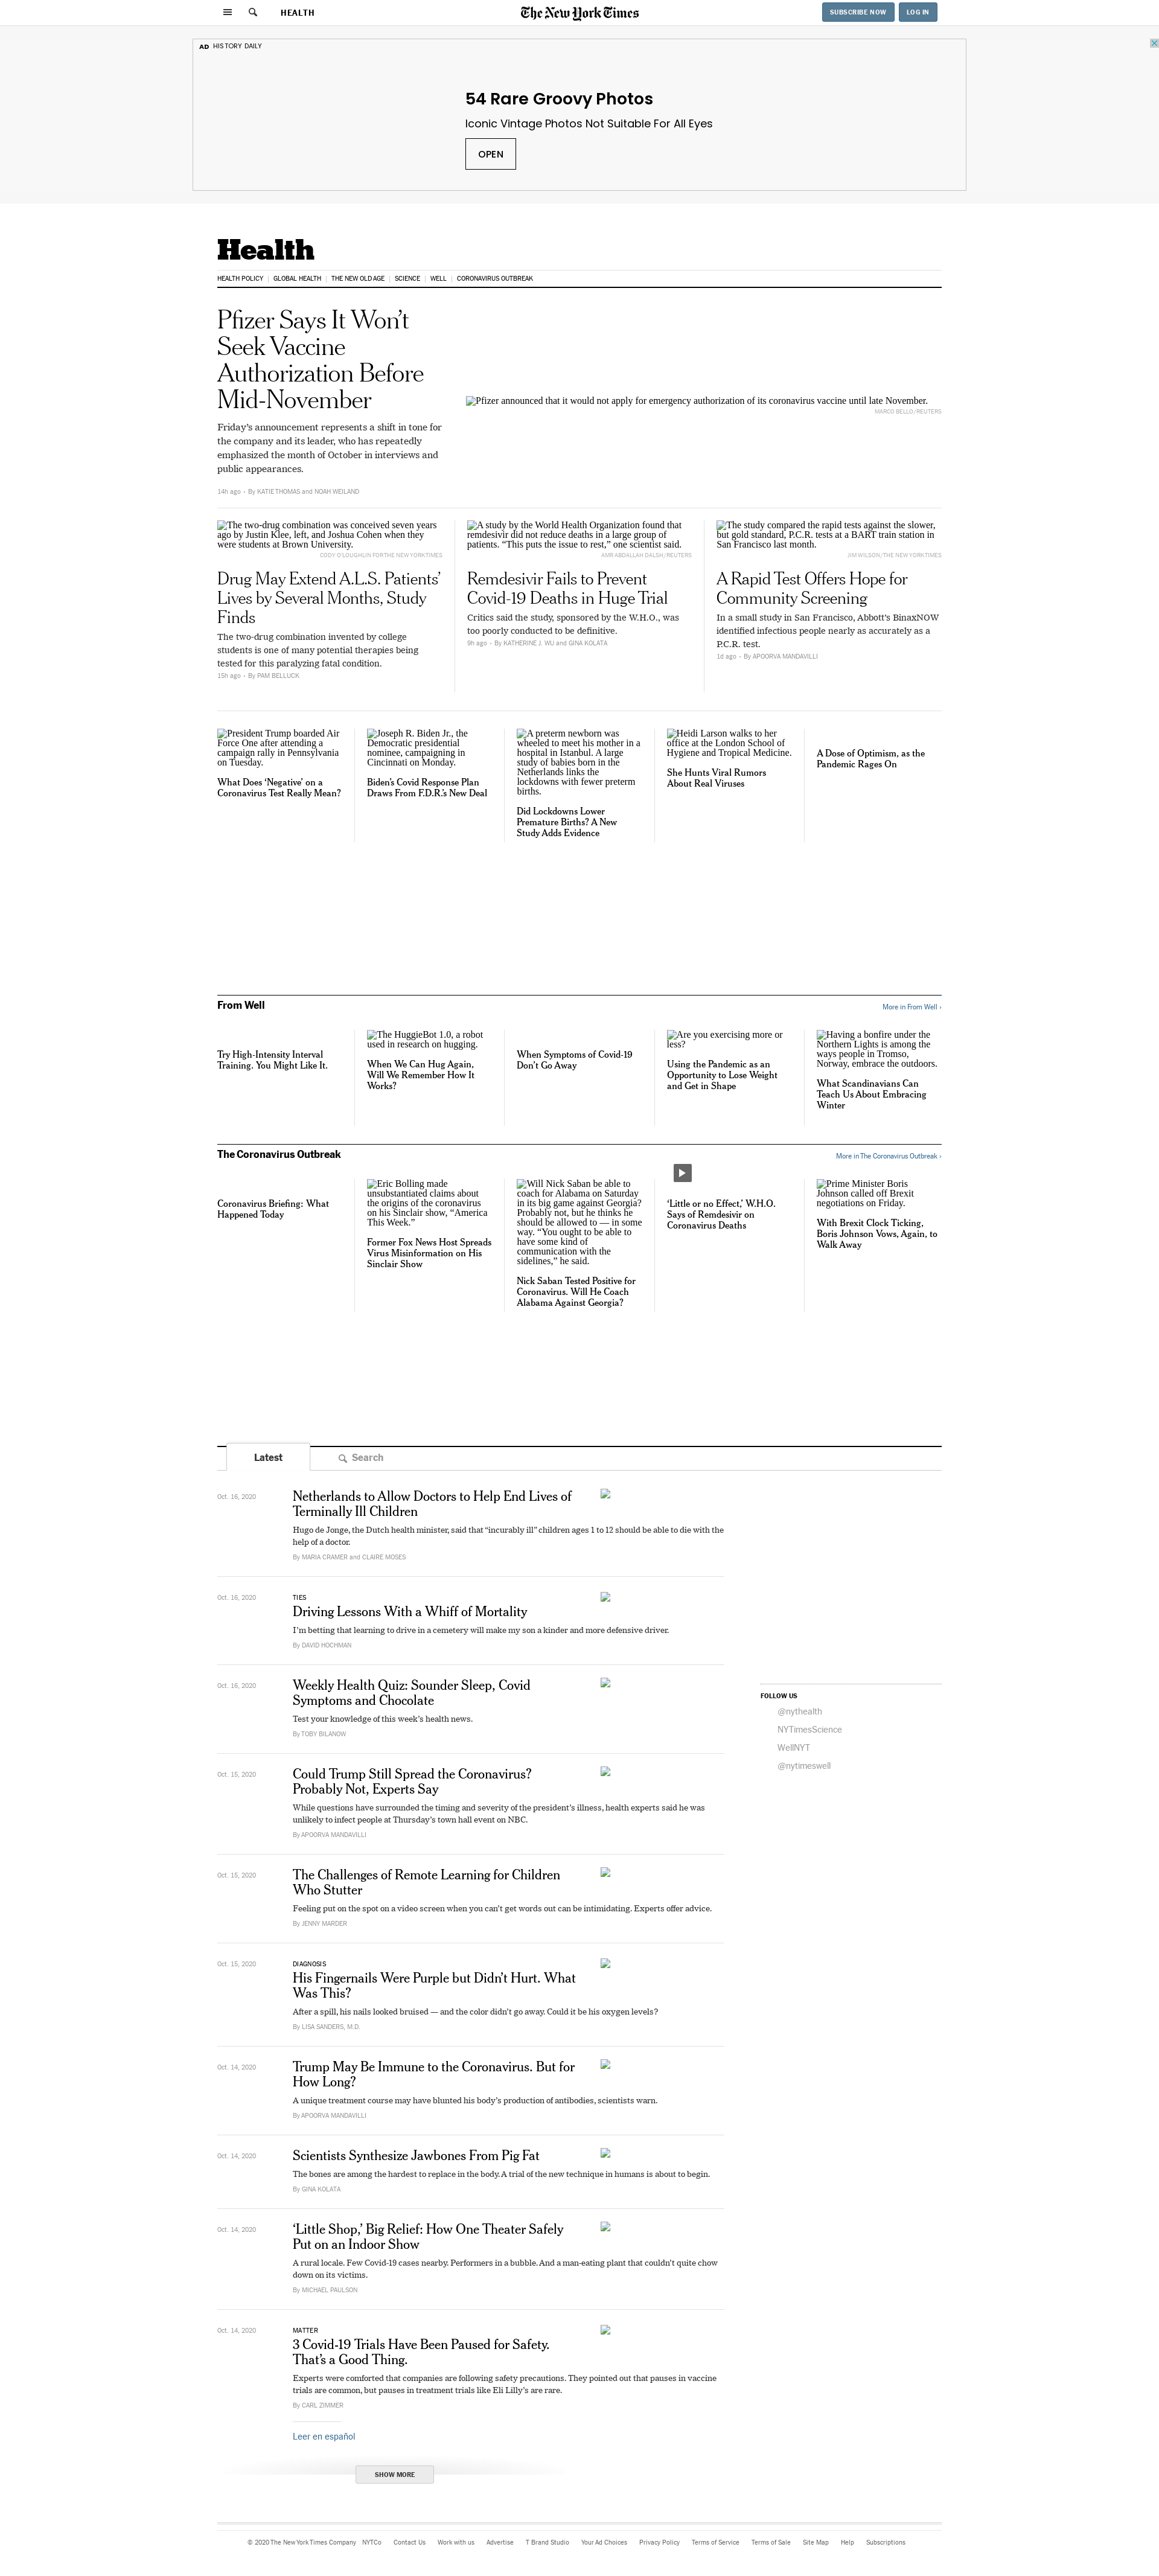 HEALTH
The New York Times
SUBSCRIBE NOW
LOG IN
AD HISTORY DAILY
54 Rare Groovy Photos
Iconic Vintage Photos Not Suitable For All Eyes
OPEN
Health
HEALTH POLICY | GLOBAL HEALTH | THE NEW OLD AGE | SCIENCE | WELL | CORONAVIRUS OUTBREAK
Pfizer Says It Won’t
Seek Vaccine
Authorization Before
Mid-November
Friday’s announcement represents a shift in tone for
the company and its leader, who has repeatedly
emphasized the month of October in interviews and
public appearances.
14h ago • By KATIE THOMAS and NOAH WEILAND
Pfizer announced that it would not apply for emergency authorization of its coronavirus vaccine until late November.
MARCO BELLO/REUTERS
The two-drug combination was conceived seven years
ago by Justin Klee, left, and Joshua Cohen when they
were students at Brown University.
CODY O'LOUGHLIN FOR THE NEW YORK TIMES
Drug May Extend A.L.S. Patients’
Lives by Several Months, Study
Finds
The two-drug combination invented by college
students is one of many potential therapies being
tested for this paralyzing fatal condition.
15h ago • By PAM BELLUCK
A study by the World Health Organization found that
remdesivir did not reduce deaths in a large group of
patients. “This puts the issue to rest,” one scientist said.
AMR ABDALLAH DALSH/REUTERS
Remdesivir Fails to Prevent
Covid-19 Deaths in Huge Trial
Critics said the study, sponsored by the W.H.O., was
too poorly conducted to be definitive.
9h ago • By KATHERINE J. WU and GINA KOLATA
The study compared the rapid tests against the slower,
but gold standard, P.C.R. tests at a BART train station in
San Francisco last month.
JIM WILSON/THE NEW YORK TIMES
A Rapid Test Offers Hope for
Community Screening
In a small study in San Francisco, Abbott’s BinaxNOW
identified infectious people nearly as accurately as a
P.C.R. test.
1d ago • By APOORVA MANDAVILLI
President Trump boarded Air
Force One after attending a
campaign rally in Pennsylvania
on Tuesday.
What Does ‘Negative’ on a
Coronavirus Test Really Mean?
Joseph R. Biden Jr., the
Democratic presidential
nominee, campaigning in
Cincinnati on Monday.
Biden’s Covid Response Plan
Draws From F.D.R.’s New Deal
A preterm newborn was
wheeled to meet his mother in a
hospital in Istanbul. A large
study of babies born in the
Netherlands links the
lockdowns with fewer preterm
births.
Did Lockdowns Lower
Premature Births? A New
Study Adds Evidence
Heidi Larson walks to her
office at the London School of
Hygiene and Tropical Medicine.
She Hunts Viral Rumors
About Real Viruses
A Dose of Optimism, as the
Pandemic Rages On
From Well
More in From Well ›
Try High-Intensity Interval
Training. You Might Like It.
The HuggieBot 1.0, a robot
used in research on hugging.
When We Can Hug Again,
Will We Remember How It
Works?
When Symptoms of Covid-19
Don’t Go Away
Are you exercising more or
less?
Using the Pandemic as an
Opportunity to Lose Weight
and Get in Shape
Having a bonfire under the
Northern Lights is among the
ways people in Tromso,
Norway, embrace the outdoors.
What Scandinavians Can
Teach Us About Embracing
Winter
The Coronavirus Outbreak
More in The Coronavirus Outbreak ›
Coronavirus Briefing: What
Happened Today
Eric Bolling made
unsubstantiated claims about
the origins of the coronavirus
on his Sinclair show, “America
This Week.”
Former Fox News Host Spreads
Virus Misinformation on His
Sinclair Show
Will Nick Saban be able to
coach for Alabama on Saturday
in its big game against Georgia?
Probably not, but he thinks he
should be allowed to — in some
way. “You ought to be able to
have some kind of
communication with the
sidelines,” he said.
Nick Saban Tested Positive for
Coronavirus. Will He Coach
Alabama Against Georgia?
‘Little or no Effect,’ W.H.O.
Says of Remdesivir on
Coronavirus Deaths
Prime Minister Boris
Johnson called off Brexit
negotiations on Friday.
With Brexit Clock Ticking,
Boris Johnson Vows, Again, to
Walk Away
Latest
Search
Oct. 16, 2020
Netherlands to Allow Doctors to Help End Lives of
Terminally Ill Children
Hugo de Jonge, the Dutch health minister, said that “incurably ill” children ages 1 to 12 should be able to die with the
help of a doctor.
By MARIA CRAMER and CLAIRE MOSES
Oct. 16, 2020
TIES
Driving Lessons With a Whiff of Mortality
I’m betting that learning to drive in a cemetery will make my son a kinder and more defensive driver.
By DAVID HOCHMAN
Oct. 16, 2020
Weekly Health Quiz: Sounder Sleep, Covid
Symptoms and Chocolate
Test your knowledge of this week’s health news.
By TOBY BILANOW
FOLLOW US
@nythealth
NYTimesScience
WellNYT
@nytimeswell
Oct. 15, 2020
Could Trump Still Spread the Coronavirus?
Probably Not, Experts Say
While questions have surrounded the timing and severity of the president’s illness, health experts said he was
unlikely to infect people at Thursday’s town hall event on NBC.
By APOORVA MANDAVILLI
Oct. 15, 2020
The Challenges of Remote Learning for Children
Who Stutter
Feeling put on the spot on a video screen when you can’t get words out can be intimidating. Experts offer advice.
By JENNY MARDER
Oct. 15, 2020
DIAGNOSIS
His Fingernails Were Purple but Didn’t Hurt. What
Was This?
After a spill, his nails looked bruised — and the color didn’t go away. Could it be his oxygen levels?
By LISA SANDERS, M.D.
Oct. 14, 2020
Trump May Be Immune to the Coronavirus. But for
How Long?
A unique treatment course may have blunted his body’s production of antibodies, scientists warn.
By APOORVA MANDAVILLI
Oct. 14, 2020
Scientists Synthesize Jawbones From Pig Fat
The bones are among the hardest to replace in the body. A trial of the new technique in humans is about to begin.
By GINA KOLATA
Oct. 14, 2020
‘Little Shop,’ Big Relief: How One Theater Safely
Put on an Indoor Show
A rural locale. Few Covid-19 cases nearby. Performers in a bubble. And a man-eating plant that couldn’t quite chow
down on its victims.
By MICHAEL PAULSON
Oct. 14, 2020
MATTER
3 Covid-19 Trials Have Been Paused for Safety.
That’s a Good Thing.
Experts were comforted that companies are following safety precautions. They pointed out that pauses in vaccine
trials are common, but pauses in treatment trials like Eli Lilly’s are rare.
By CARL ZIMMER
Leer en español
SHOW MORE
© 2020 The New York Times Company NYTCo Contact Us Work with us Advertise T Brand Studio Your Ad Choices Privacy Policy Terms of Service Terms of Sale Site Map Help Subscriptions